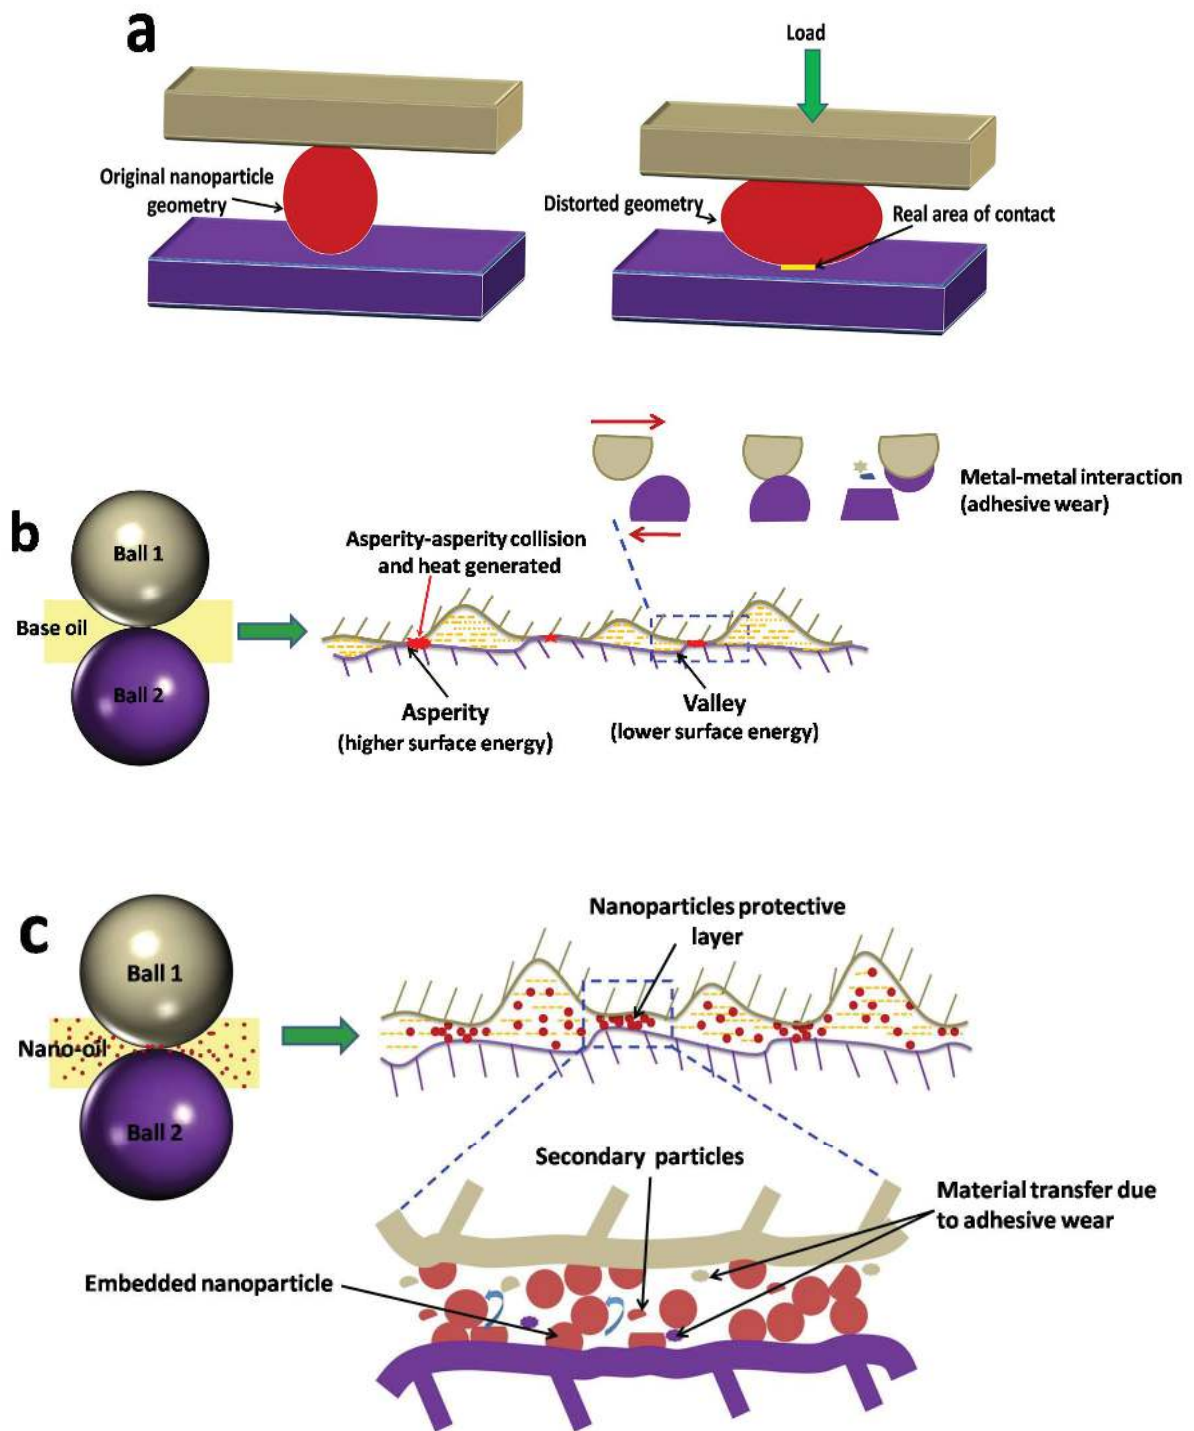 a
Load
Original nanoparticle
geometry
Distorted geometry
Real area of contact
b
Metal-metal interaction
(adhesive wear)
Ball 1
Asperity-asperity collision
and heat generated
Base oil
Ball 2
Asperity
(higher surface energy)
Valley
(lower surface energy)
c
Nanoparticles protective
layer
Ball 1
Nano-oil
Ball 2
Secondary particles
Material transfer due
to adhesive wear
Embedded nanoparticle